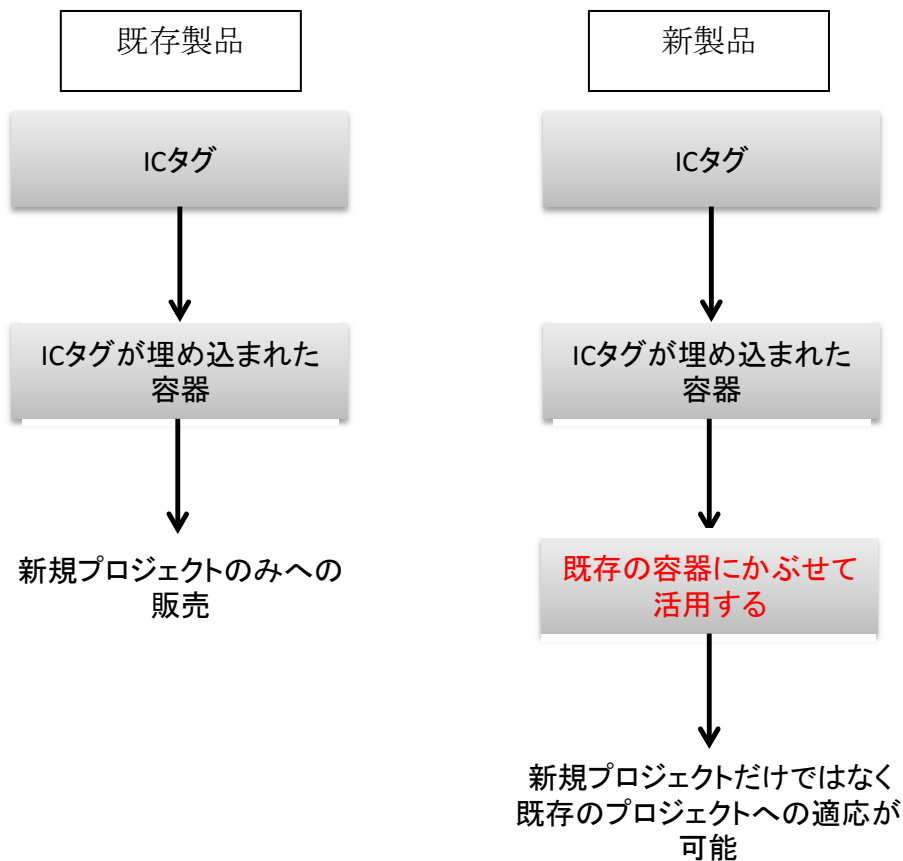 既存製品
ICタグ
ICタグが埋め込まれた
容器
新規プロジェクトのみへの
販売
新製品
ICタグ
ICタグが埋め込まれた
容器
既存の容器にかぶせて
活用する
新規プロジェクトだけではなく
既存のプロジェクトへの適応が
可能